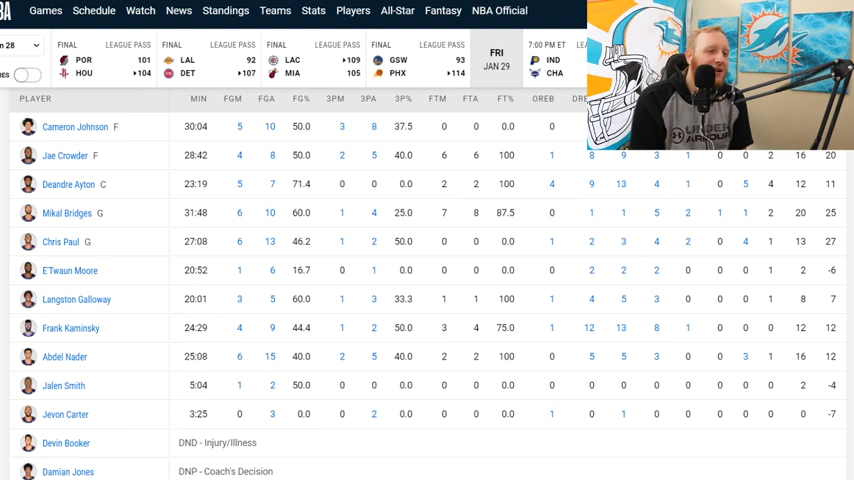 BA Games Schedule Watch News Standings Teams Stats Players All-Star Fantasy NBA Official
n 28 FINAL LEAGUE PASS FINAL LEAGUE PASS FINAL LEAGUE PASS FINAL LEAGUE PASS FRI JAN 29 7:00 PM ET LEA
POR 101 LAL 92 LAC 109 GSW 93 IND
RES HOU 104 DET 107 MIA 105 PHX 114 CHA
PLAYER MIN FGM FGA FG% 3PM 3PA 3P% FTM FTA FT% OREB DRE
Cameron Johnson F 30:04 5 10 50.0 3 8 37.5 0 0 0.0 0
Jae Crowder F 28:42 4 8 50.0 2 5 40.0 6 6 100 1 8 9 3 1 0 0 2 16 20
Deandre Ayton C 23:19 5 7 71.4 0 0 0.0 2 2 100 4 9 13 4 1 0 5 4 12 11
Mikal Bridges G 31:48 6 10 60.0 1 4 25.0 7 8 87.5 0 1 1 5 2 1 1 2 20 25
Chris Paul G 27:08 6 13 46.2 1 2 50.0 0 0 0.0 1 2 3 4 2 0 4 1 13 27
E'Twaun Moore 20:52 1 6 16.7 0 1 0.0 0 0 0.0 0 2 2 2 0 0 0 1 2 -6
Langston Galloway 20:01 3 5 60.0 1 3 33.3 1 1 100 1 4 5 3 0 0 0 1 8 7
Frank Kaminsky 24:29 4 9 44.4 1 2 50.0 3 4 75.0 1 12 13 8 1 0 0 0 12 12
Abdel Nader 25:08 6 15 40.0 2 5 40.0 2 2 100 0 5 5 3 0 0 3 1 16 12
Jalen Smith 5:04 1 2 50.0 0 0 0.0 0 0 0.0 0 0 0 0 0 0 0 0 2 -4
Jevon Carter 3:25 0 3 0.0 0 2 0.0 0 0 0.0 1 0 1 0 0 0 0 0 0 -7
Devin Booker DND - Injury/Illness
Damian Jones DNP - Coach's Decision
UNDER ARMOUR